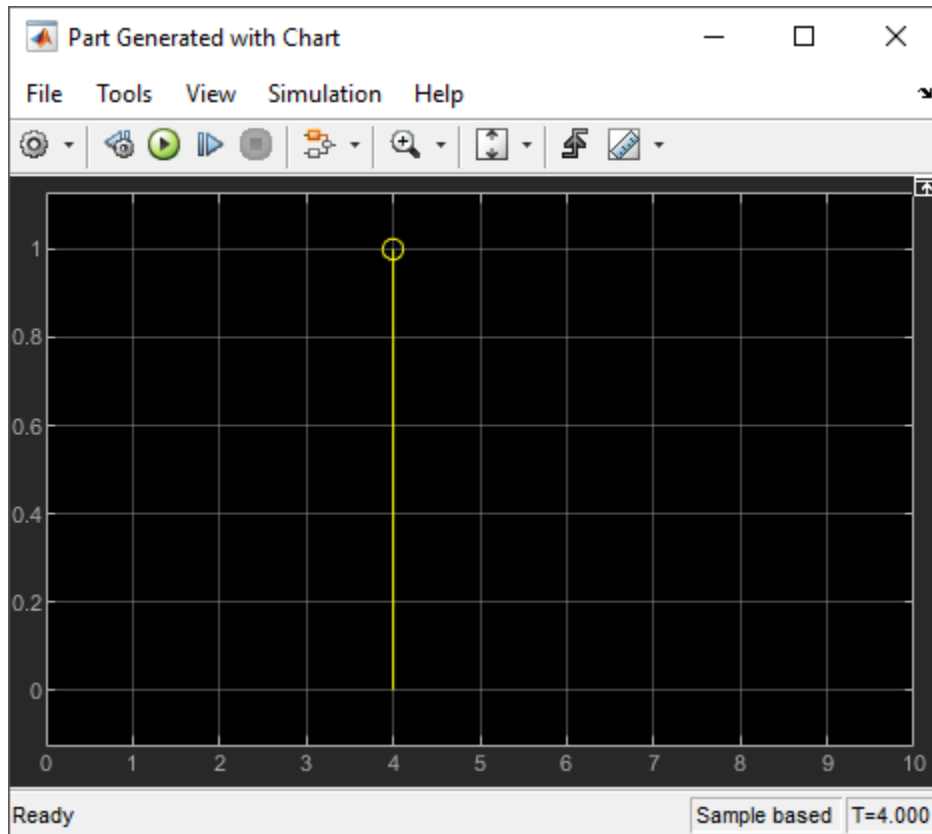 Part Generated with Chart
File Tools View Simulation Help
1
0.8
0.6
0.4
0.2
0
0 1 2 3 4 5 6 7 8 9 10
Ready Sample based T=4.000